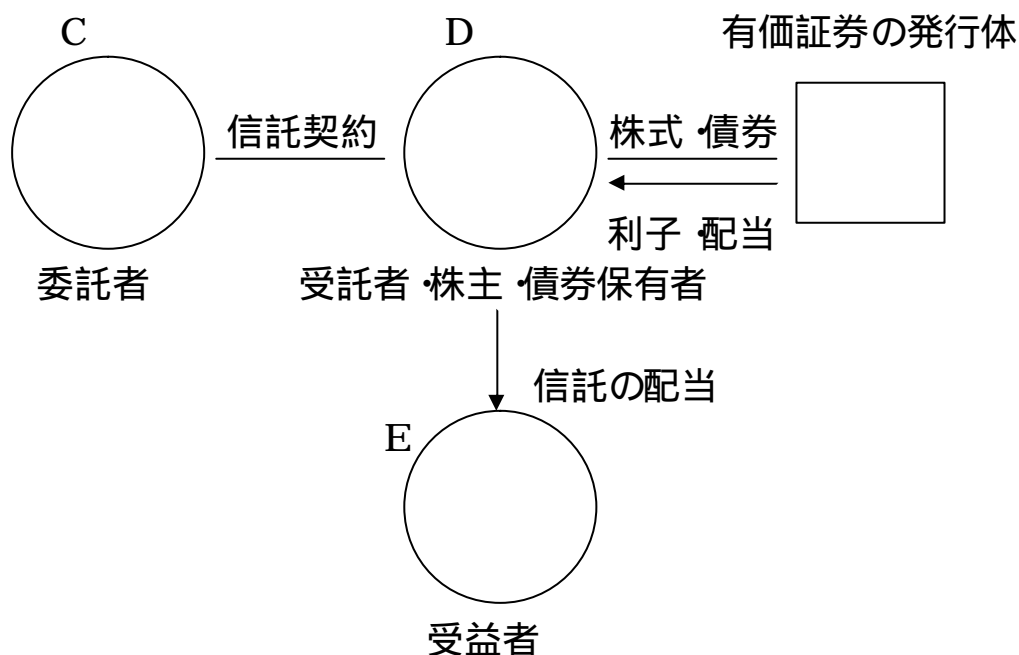 C
D
有価証券の発行体
信託契約
株式・債券
利子・配当
委託者
受託者・株主・債券保有者
信託の配当
E
受益者